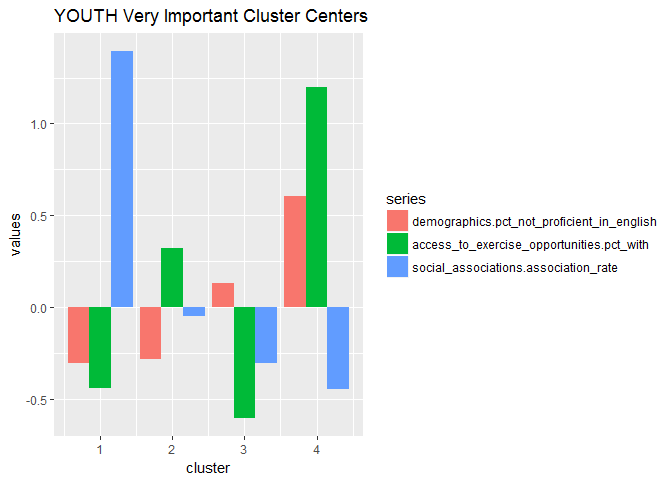 YOUTH Very Important Cluster Centers
1.0
0.5
0.0
-0.5
values
1 2 3 4
cluster
series
demographics.pct_not_proficient_in_english
access_to_exercise_opportunities.pct_with
social_associations.association_rate